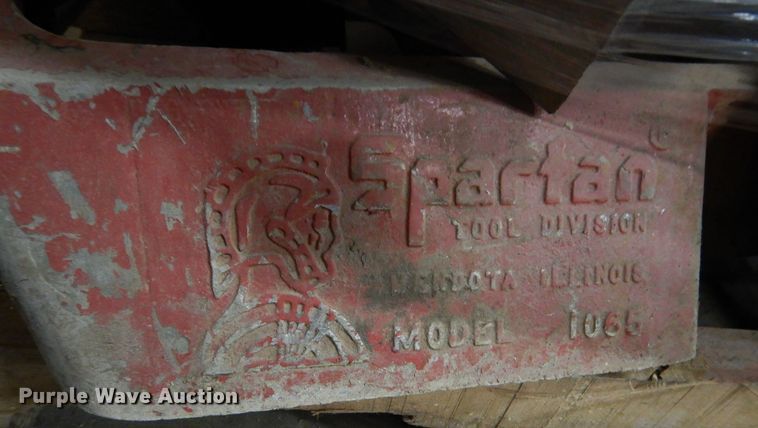 Spartan®
TOOL DIVISION
MENDOTA ILLINOIS
MODEL 1065
Purple Wave Auction